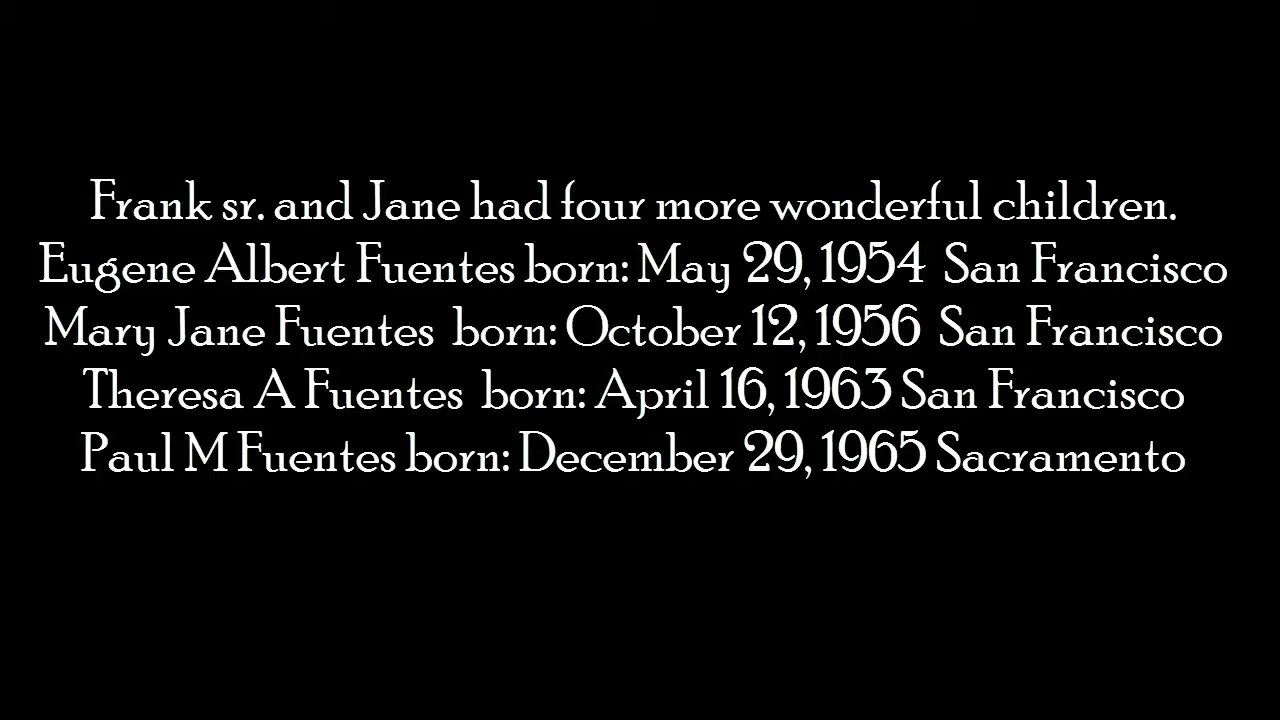 Frank sr. and Jane had four more wonderful children.
Eugene Albert Fuentes born: May 29, 1954 San Francisco
Mary Jane Fuentes born: October 12, 1956 San Francisco
Theresa A Fuentes born: April 16, 1963 San Francisco
Paul M Fuentes born: December 29, 1965 Sacramento